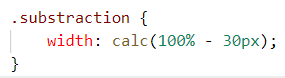 .substraction {
    width: calc(100% - 30px);
}